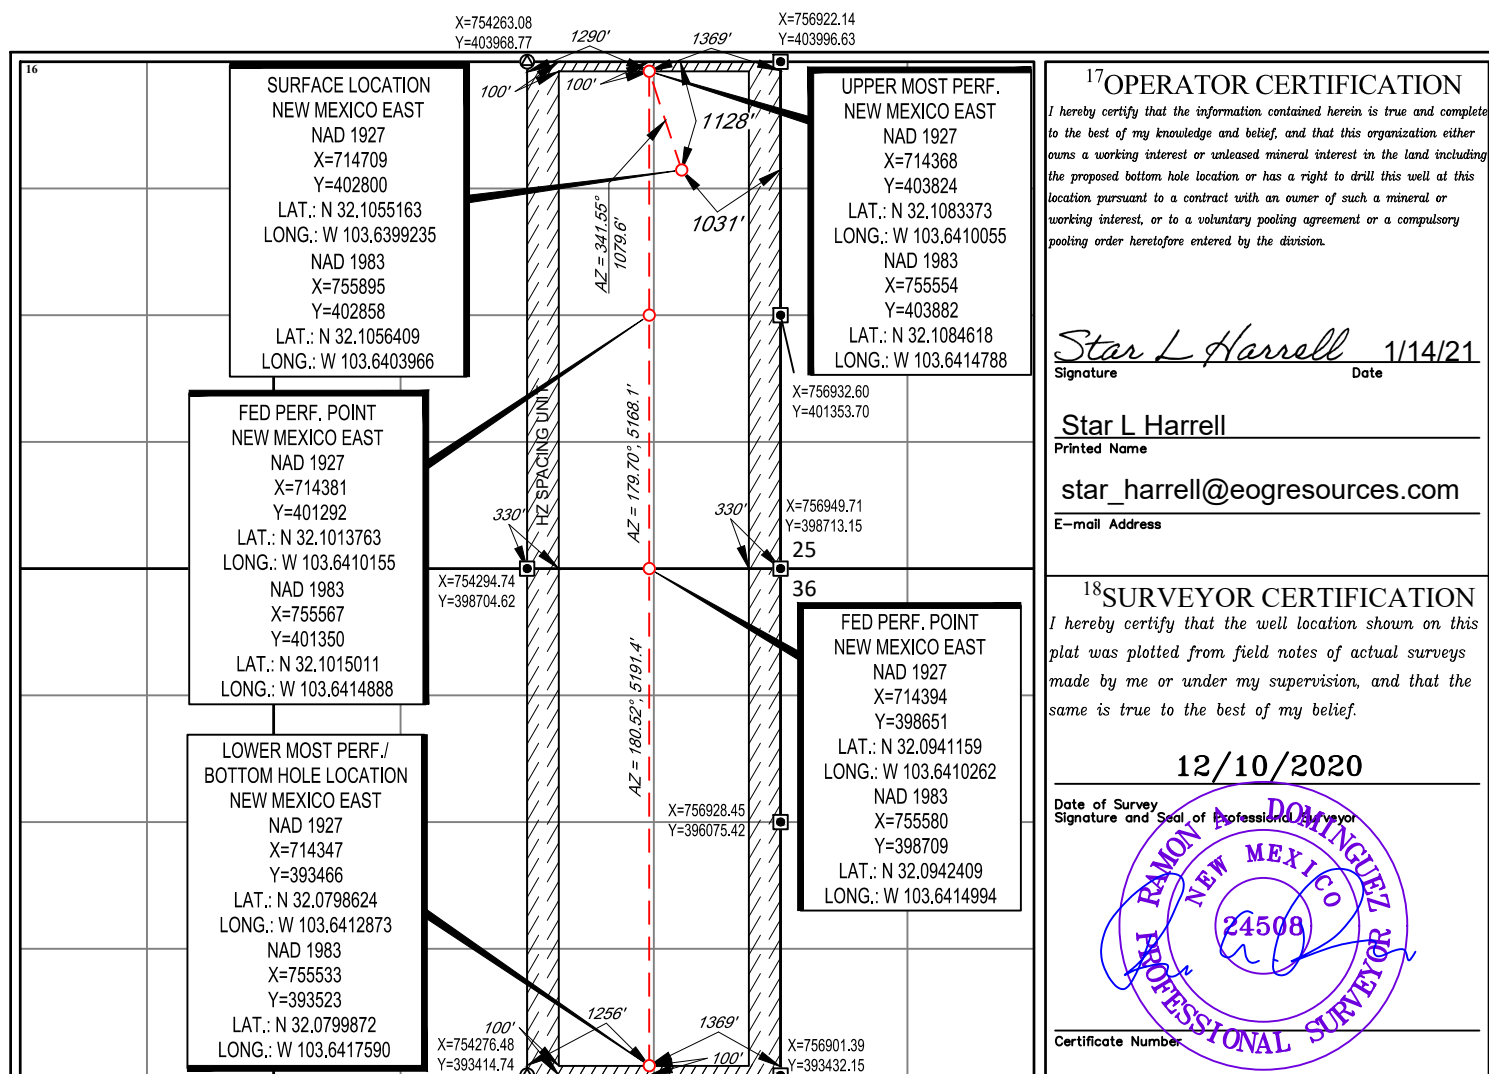 X=754263.08
Y=403968.77
1290'
1369'
X=756922.14
Y=403996.63
16
100'
100'
SURFACE LOCATION
NEW MEXICO EAST
NAD 1927
X=714709
Y=402800
LAT.: N 32.1055163
LONG.: W 103.6399235
NAD 1983
X=755895
Y=402858
LAT.: N 32.1056409
LONG.: W 103.6403966
1128'
1031'
AZ = 341.55°
1079.6'
UPPER MOST PERF.
NEW MEXICO EAST
NAD 1927
X=714368
Y=403824
LAT.: N 32.1083373
LONG.: W 103.6410055
NAD 1983
X=755554
Y=403882
LAT.: N 32.1084618
LONG.: W 103.6414788
X=756932.60
Y=401353.70
FED PERF. POINT
NEW MEXICO EAST
NAD 1927
X=714381
Y=401292
LAT.: N 32.1013763
LONG.: W 103.6410155
NAD 1983
X=755567
Y=401350
LAT.: N 32.1015011
LONG.: W 103.6414888
HZ SPACING UNIT
AZ = 179.70°, 5168.1'
330'
330'
X=756949.71
Y=398713.15
25
36
X=754294.74
Y=398704.62
FED PERF. POINT
NEW MEXICO EAST
NAD 1927
X=714394
Y=398651
LAT.: N 32.0941159
LONG.: W 103.6410262
NAD 1983
X=755580
Y=398709
LAT.: N 32.0942409
LONG.: W 103.6414994
AZ = 180.52°, 5191.4'
X=756928.45
Y=396075.42
LOWER MOST PERF./
BOTTOM HOLE LOCATION
NEW MEXICO EAST
NAD 1927
X=714347
Y=393466
LAT.: N 32.0798624
LONG.: W 103.6412873
NAD 1983
X=755533
Y=393523
LAT.: N 32.0799872
LONG.: W 103.6417590
1256'
1369'
100'
100'
X=754276.48
Y=393414.74
X=756901.39
Y=393432.15
17OPERATOR CERTIFICATION
I hereby certify that the information contained herein is true and complete
to the best of my knowledge and belief, and that this organization either
owns a working interest or unleased mineral interest in the land including
the proposed bottom hole location or has a right to drill this well at this
location pursuant to a contract with an owner of such a mineral or
working interest, or to a voluntary pooling agreement or a compulsory
pooling order heretofore entered by the division.
Star L Harrell 1/14/21
Signature Date
Star L Harrell
Printed Name
star_harrell@eogresources.com
E-mail Address
18SURVEYOR CERTIFICATION
I hereby certify that the well location shown on this
plat was plotted from field notes of actual surveys
made by me or under my supervision, and that the
same is true to the best of my belief.
12/10/2020
Date of Survey
Signature and Seal of Professional Surveyor
RAMON A. DOMINGUEZ
NEW MEXICO
24508
PROFESSIONAL SURVEYOR
Certificate Number